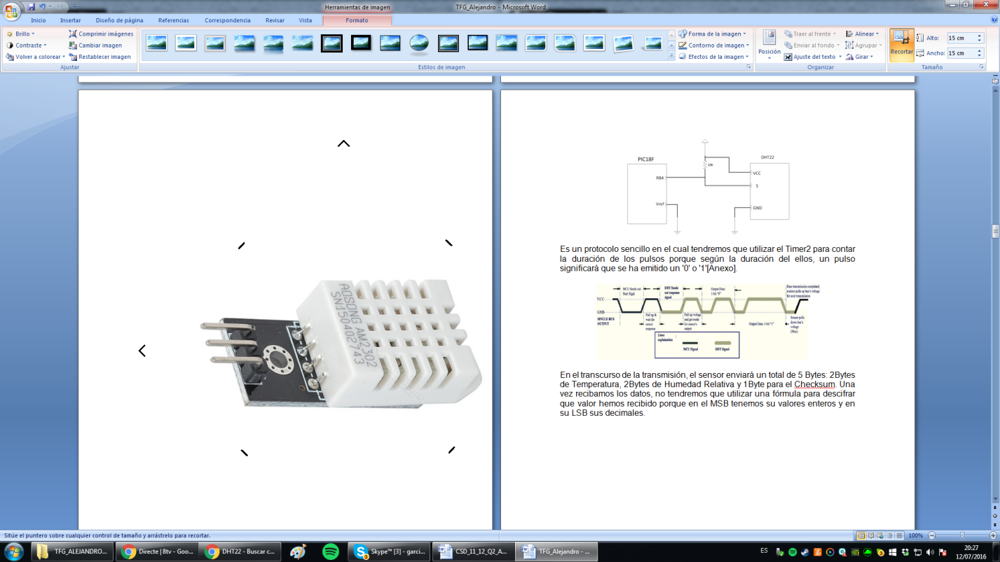 Herramientas de imagen
TFG_Alejandro - Microsoft Word
Inicio Insertar Diseño de página Referencias Correspondencia Revisar Vista Formato
Brillo
Contraste
Volver a colorear
Comprimir imágenes
Cambiar imagen
Restablecer imagen
Ajustar
Estilos de imagen
Forma de la imagen
Contorno de imagen
Efectos de la imagen
Posición
Traer al frente
Enviar al fondo
Ajuste del texto
Alinear
Agrupar
Girar
Organizar
Recortar
Alto: 15 cm
Ancho: 15 cm
Tamaño
AOSONG AM2302
SN:150402743
PIC18F
RB4
Vref
10K
DHT22
VCC
S
GND
Es un protocolo sencillo en el cual tendremos que utilizar el Timer2 para contar
la duración de los pulsos porque según la duración del ellos, un pulso
significará que se ha emitido un '0' o '1'[Anexo].
VCC
GND
SINGLE-BUS
OUTPUT
MCU Sends out
Start Signal
DHT Sends
out response
signal
Output Data:
1-bit "0"
Data transmission completed,
resistor pulls up bus's voltage
for next transmission.
Pull up &
wait for
sensor
response
Pull up voltage
and get ready
for sensor's
output
Output Data: 1-bit "1"
Sensor pulls
down bus's
voltage
Lines
explanation
MCU Signal
DHT Signal
En el transcurso de la transmisión, el sensor enviará un total de 5 Bytes: 2Bytes
de Temperatura, 2Bytes de Humedad Relativa y 1Byte para el Checksum. Una
vez recibamos los datos, no tendremos que utilizar una fórmula para descifrar
que valor hemos recibido porque en el MSB tenemos su valores enteros y en
su LSB sus decimales.
Sitúe el puntero sobre cualquier control de tamaño y arrástrelo para recortar.
100%
TFG_ALEJANDRO...
Directe | 8tv - Goo...
DHT22 - Buscar c...
Skype™ [3] - garci...
CSD_11_12_Q2_A...
TFG_Alejandro - ...
ES
20:27
12/07/2016